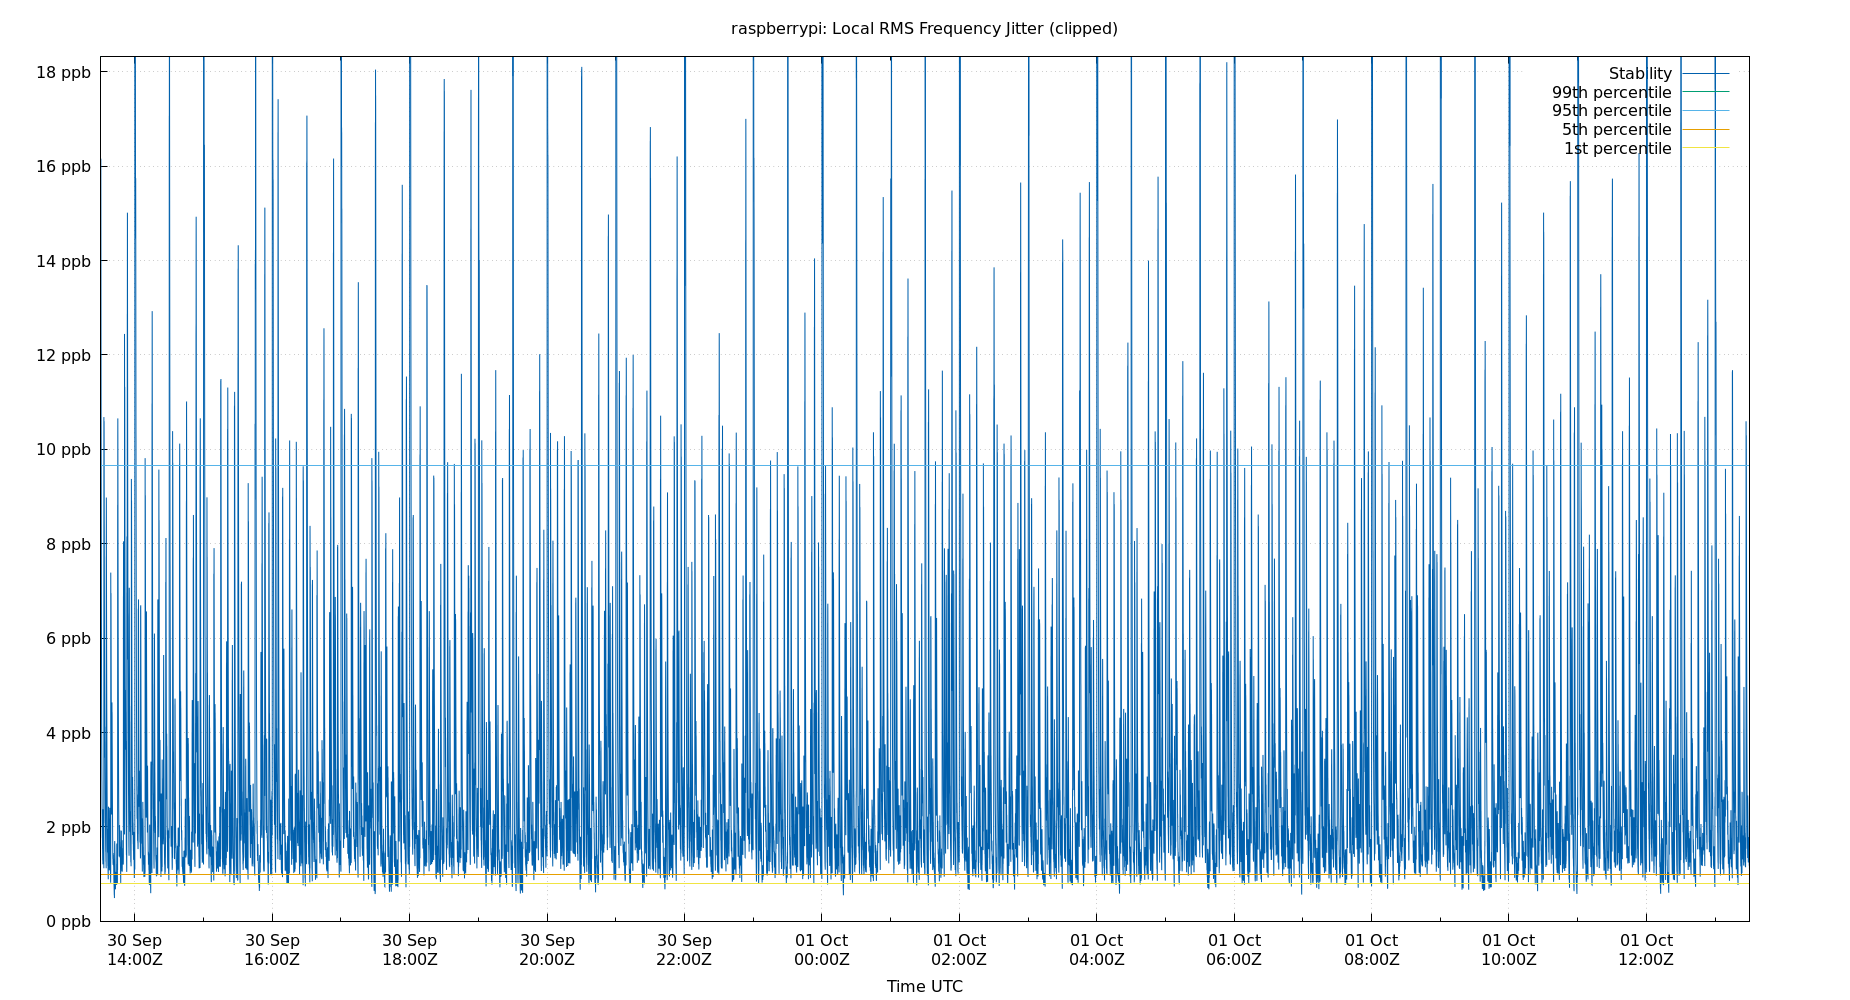 raspberrypi: Local RMS Frequency Jitter (clipped)
18 ppb
16 ppb
14 ppb
12 ppb
10 ppb
8 ppb
6 ppb
4 ppb
2 ppb
0 ppb
Stability
99th percentile
95th percentile
5th percentile
1st percentile
30 Sep 30 Sep 30 Sep 30 Sep 30 Sep 01 Oct 01 Oct 01 Oct 01 Oct 01 Oct 01 Oct 01 Oct
14:00Z 16:00Z 18:00Z 20:00Z 22:00Z 00:00Z 02:00Z 04:00Z 06:00Z 08:00Z 10:00Z 12:00Z
Time UTC